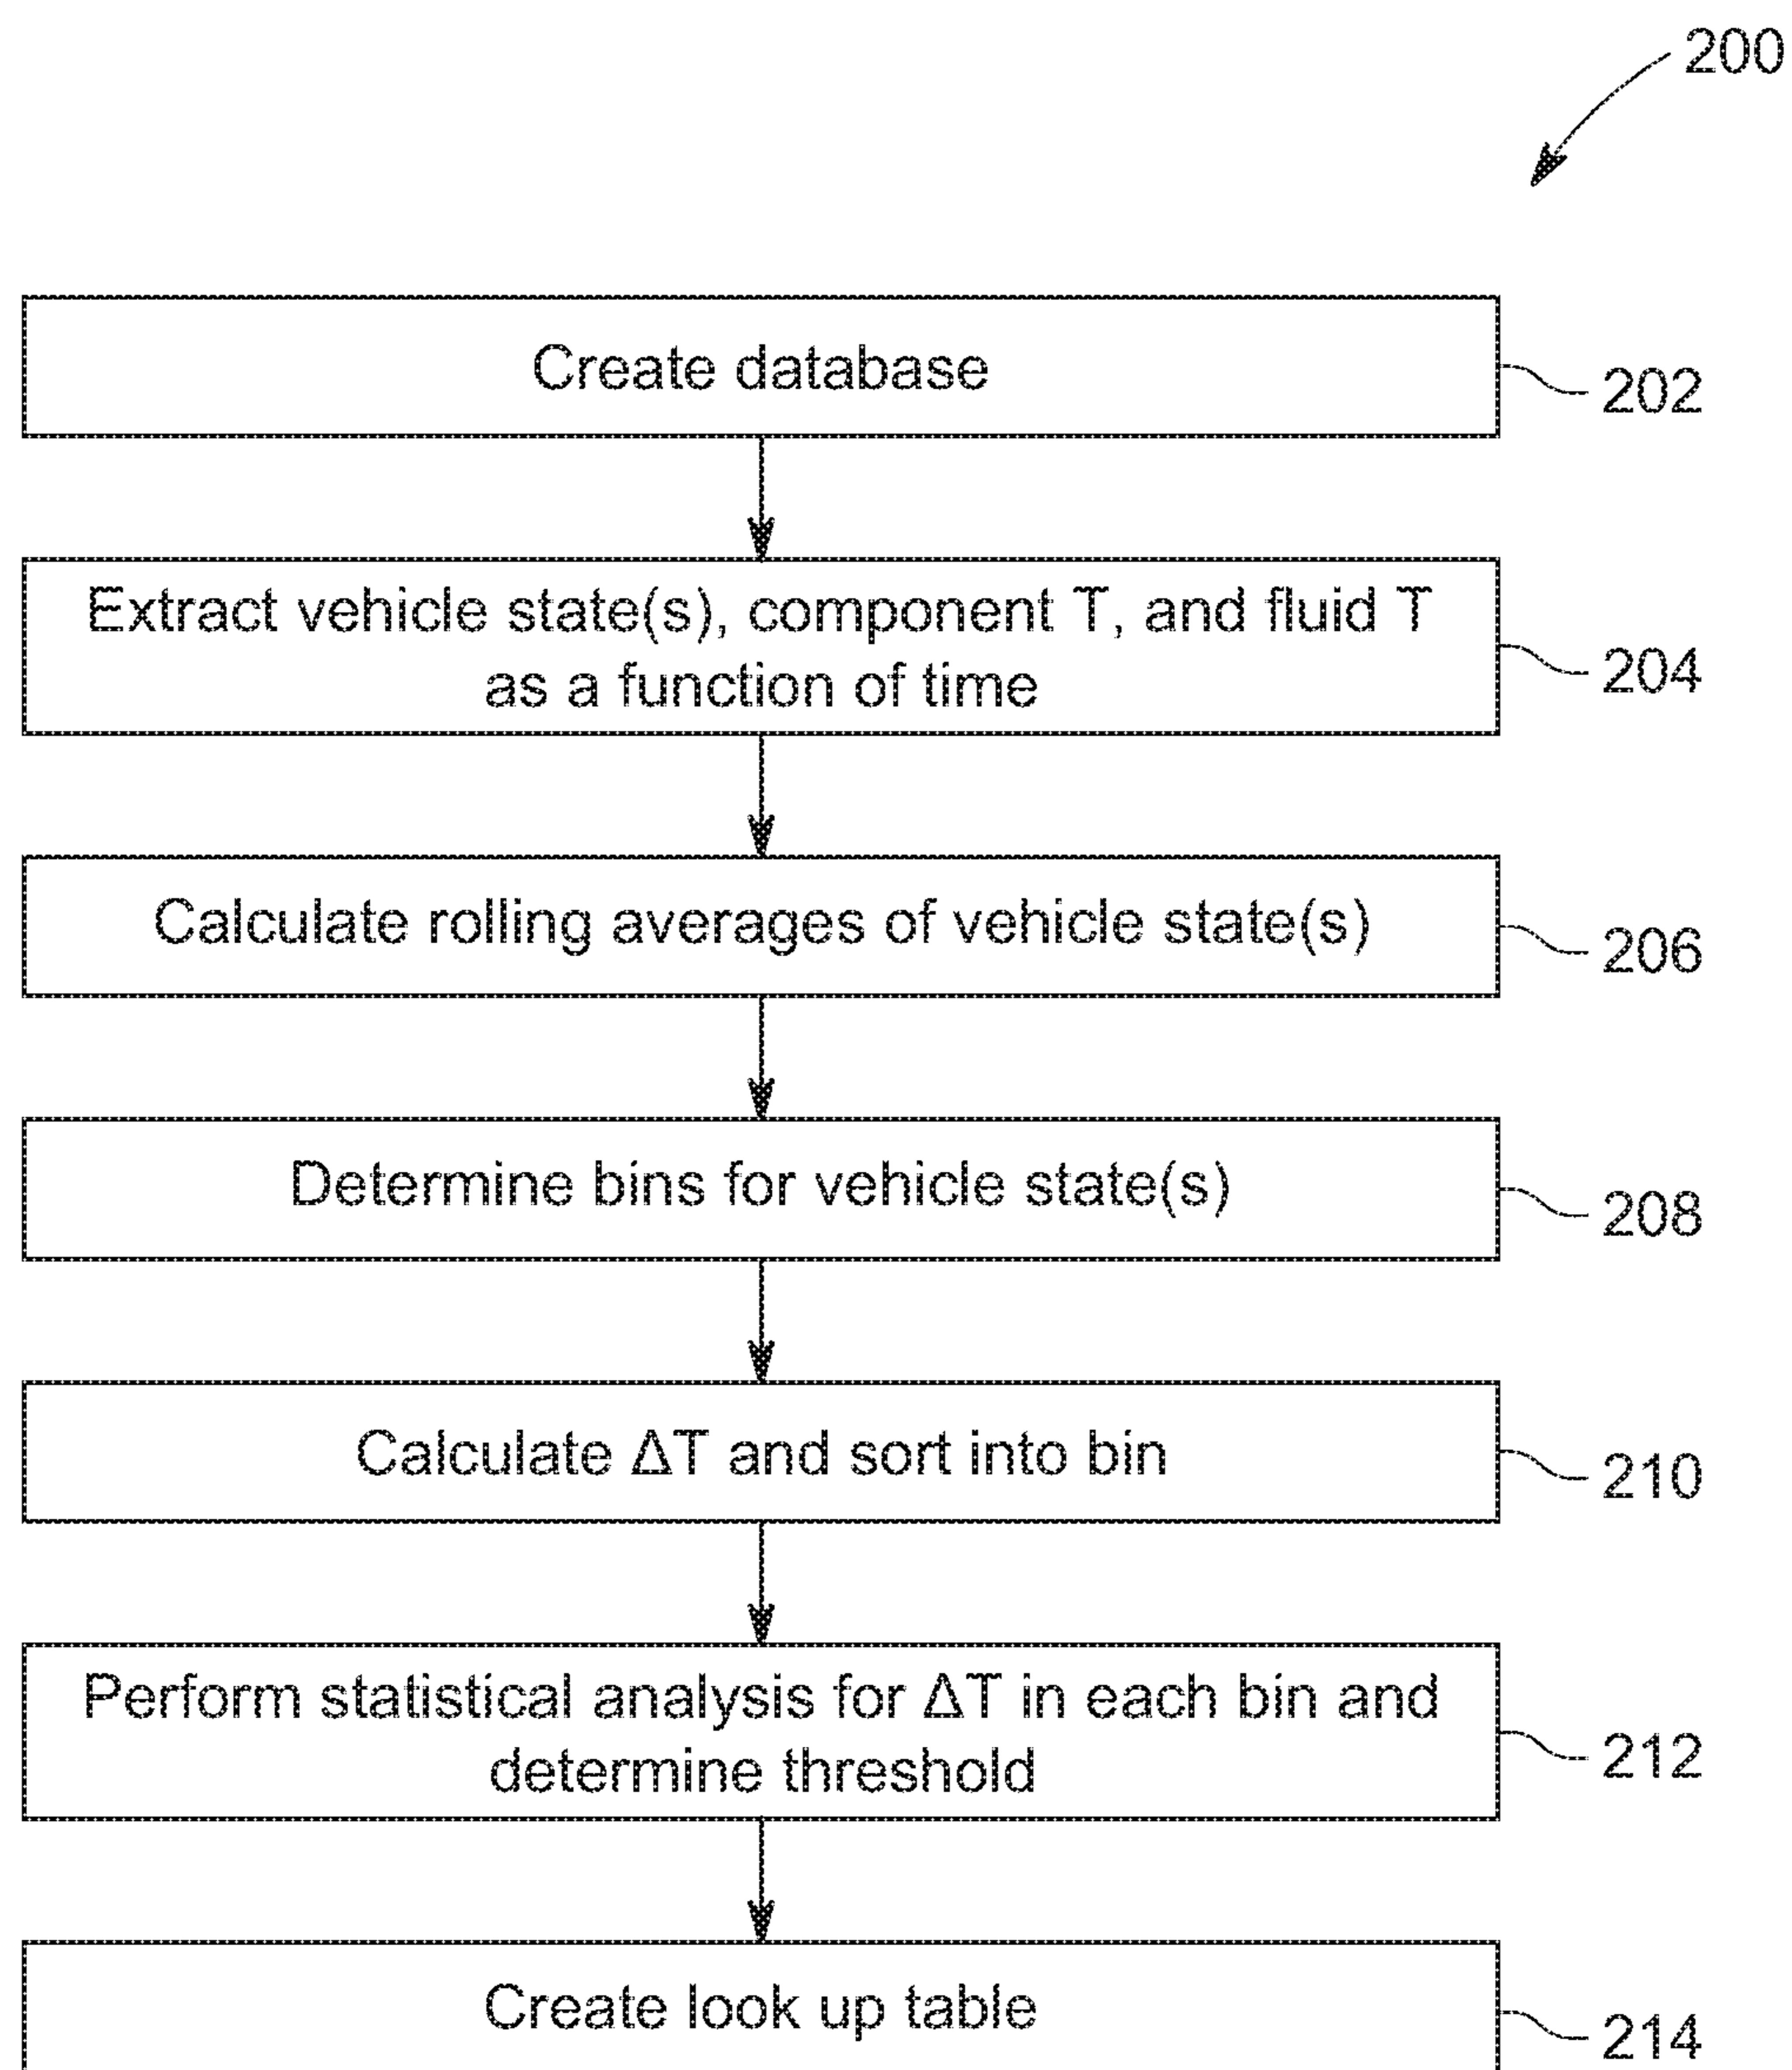 200
Create database
202
Extract vehicle state(s), component T, and fluid T
as a function of time
204
Calculate rolling averages of vehicle state(s)
206
Determine bins for vehicle state(s)
208
Calculate ΔT and sort into bin
210
Perform statistical analysis for ΔT in each bin and
determine threshold
212
Create look up table
214